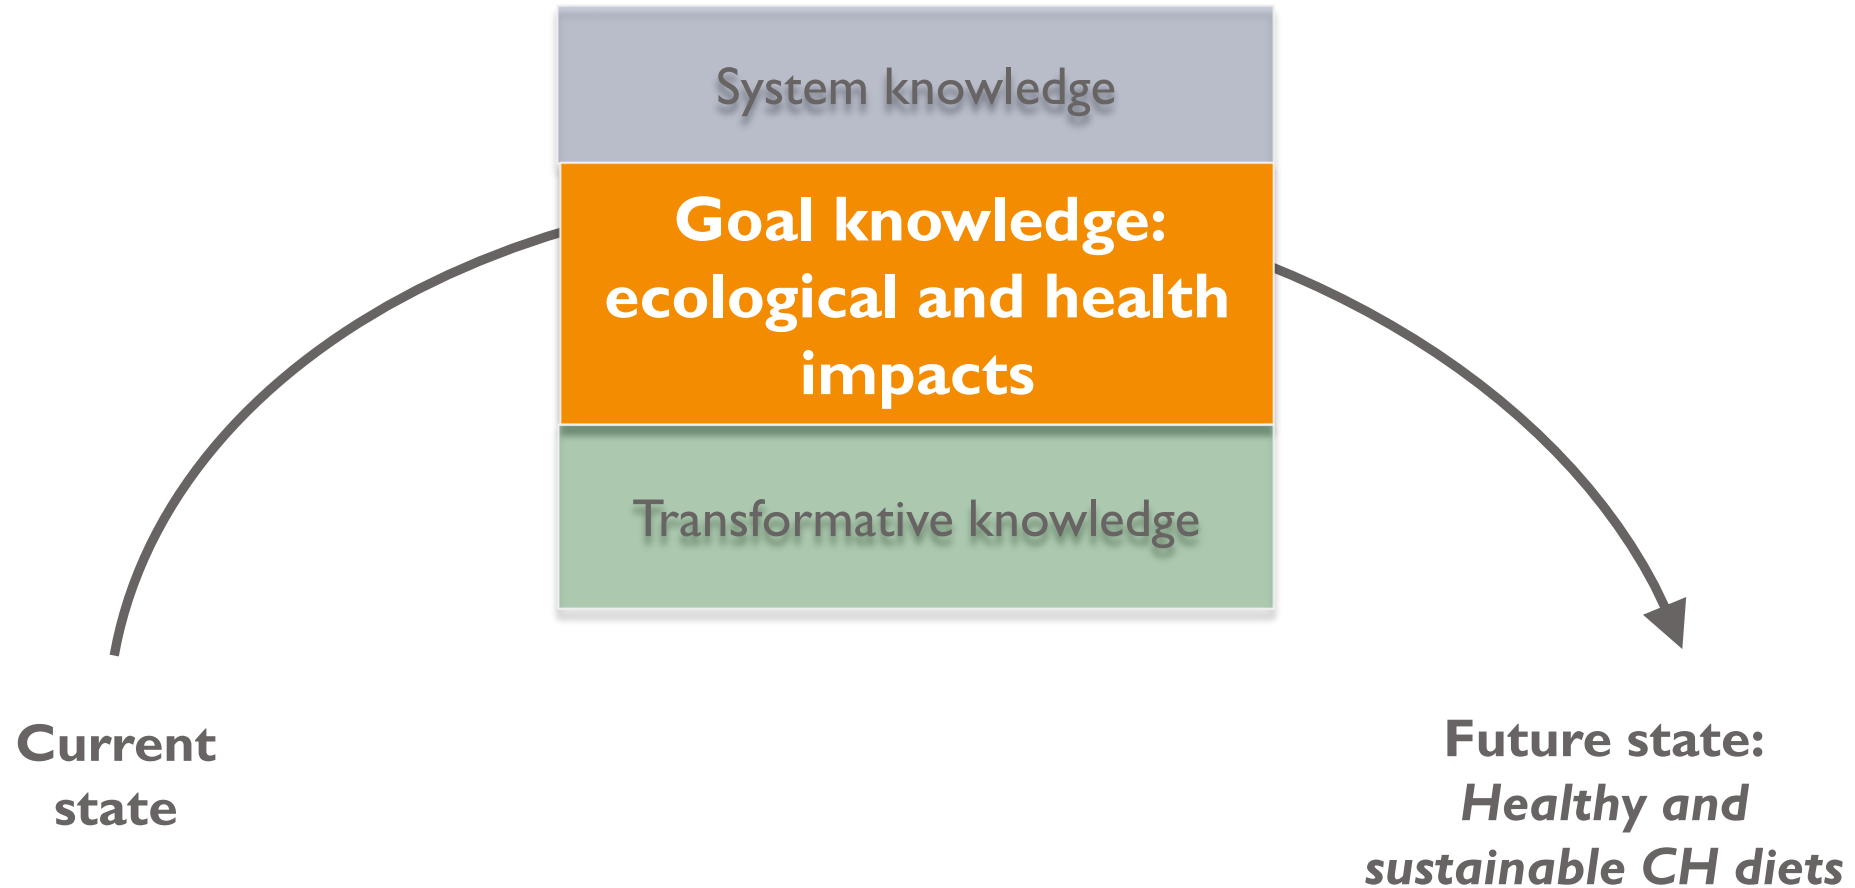 System knowledge
Goal knowledge:
ecological and health
impacts
Transformative knowledge
Current
state
Future state:
Healthy and
sustainable CH diets